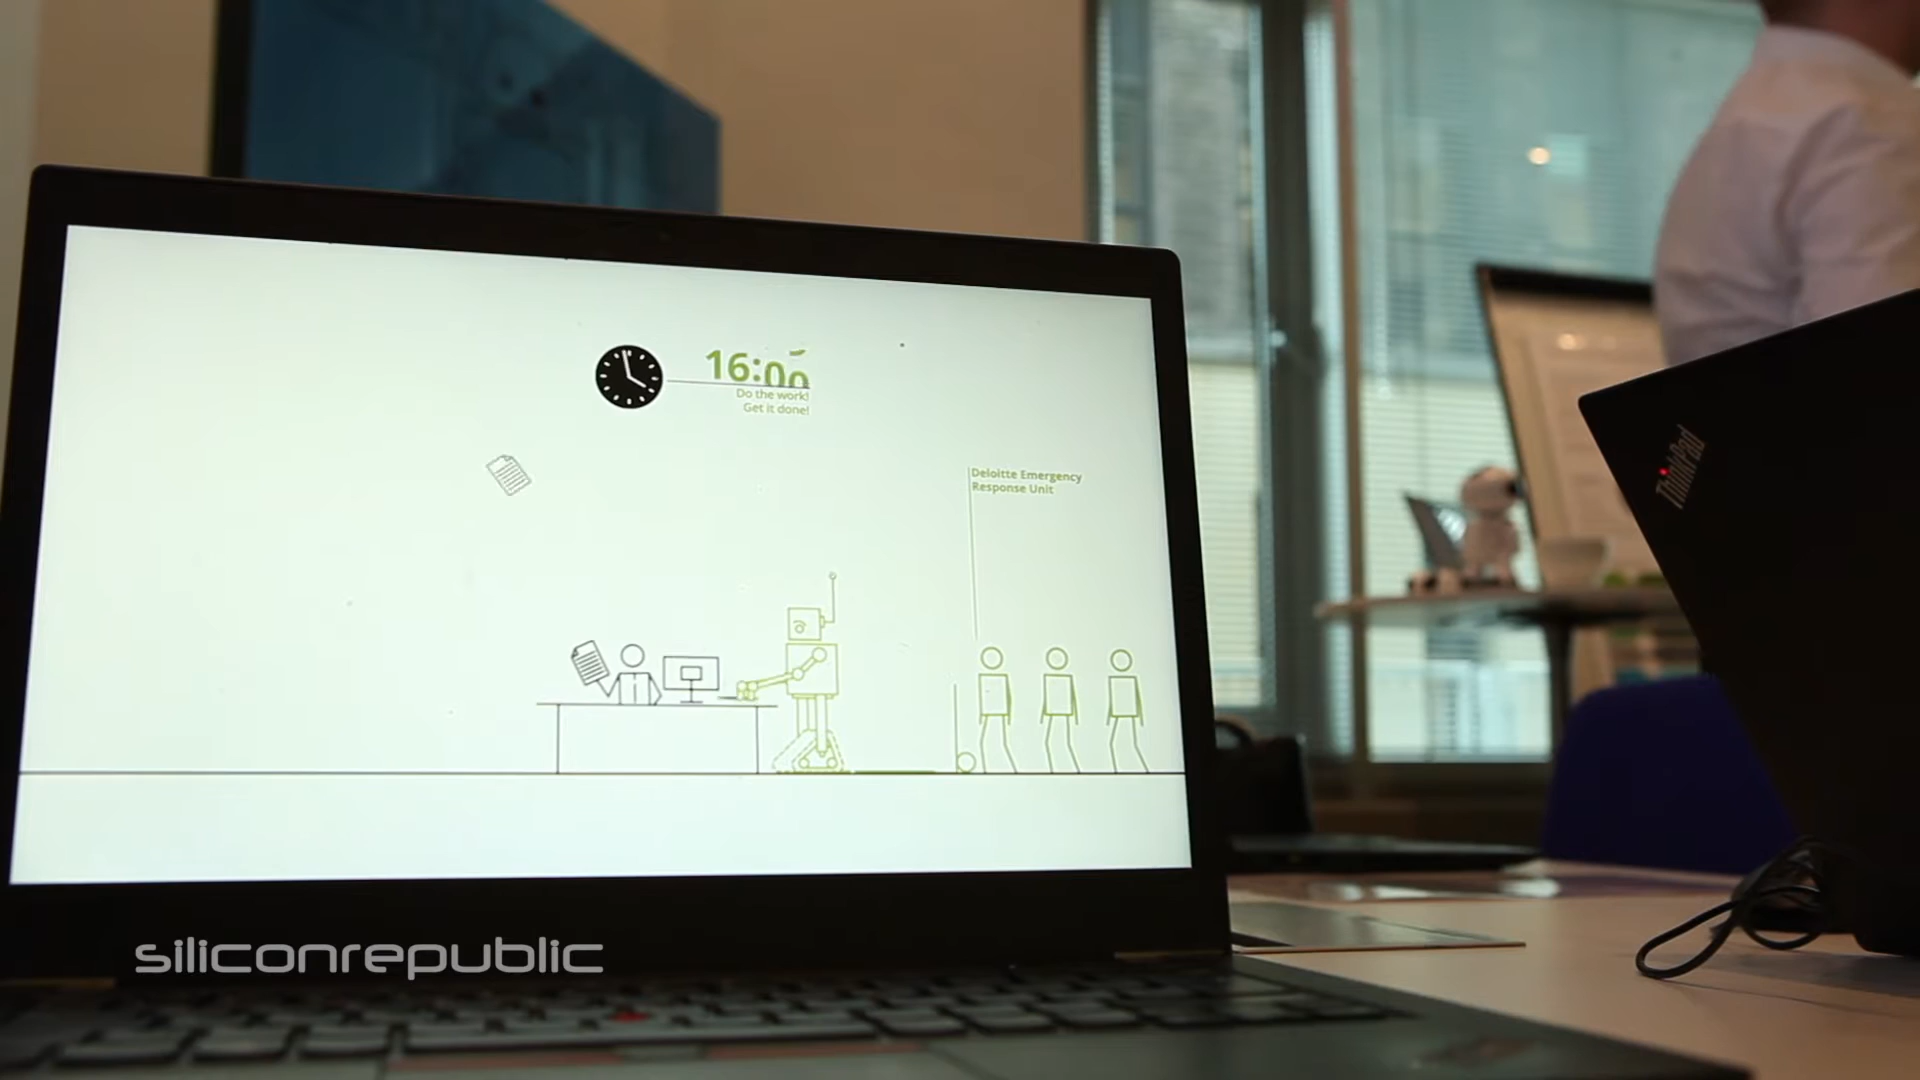 16:00
Do the work!
Get it done!
Deloitte Emergency
Response Unit
ThinkPad
siliconrepublic